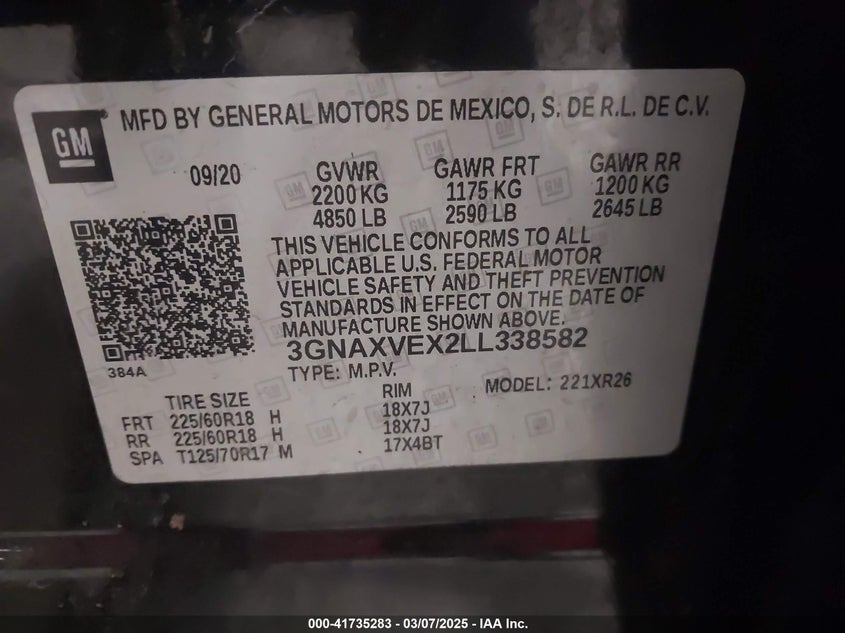 GM
MFD BY GENERAL MOTORS DE MEXICO, S. DE R.L. DE C.V.
09/20 GVWR GAWR FRT GAWR RR
2200 KG 1175 KG 1200 KG
4850 LB 2590 LB 2645 LB
THIS VEHICLE CONFORMS TO ALL
APPLICABLE U.S. FEDERAL MOTOR
VEHICLE SAFETY AND THEFT PREVENTION
STANDARDS IN EFFECT ON THE DATE OF
MANUFACTURE SHOWN ABOVE.
3GNAXVEX2LL338582
384A
TYPE: M.P.V. MODEL: 221XR26
TIRE SIZE RIM
FRT 225/60R18 H 18X7J
RR 225/60R18 H 18X7J
SPA T125/70R17 M 17X4BT
000-41735283 - 03/07/2025 - IAA Inc.